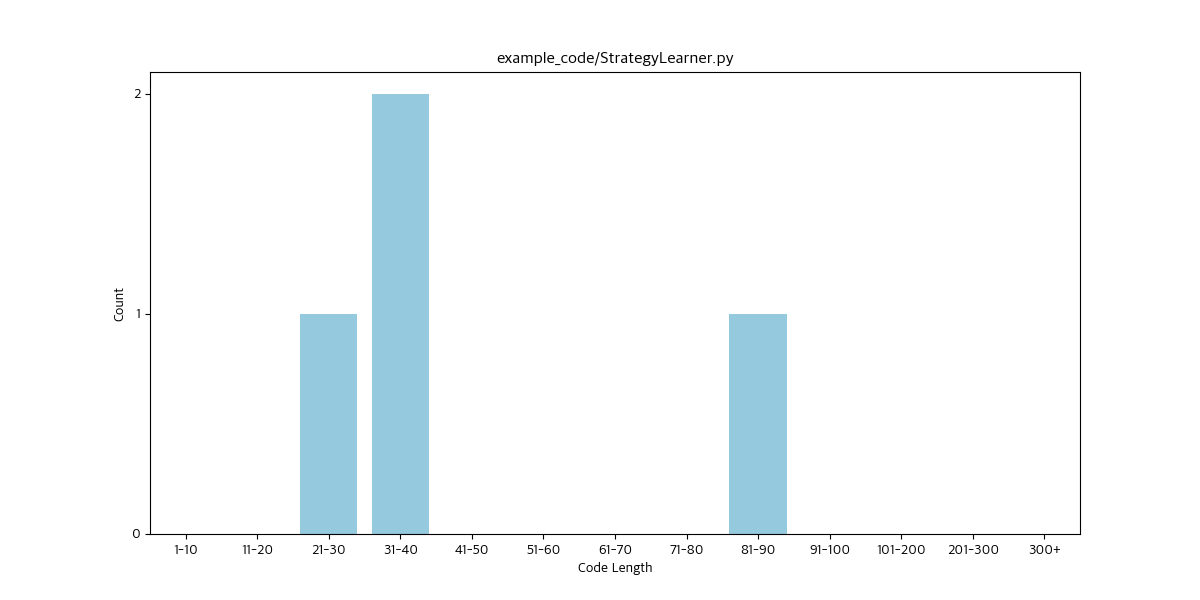 example_code/StrategyLearner.py
2
1
0
Count
1-10 11-20 21-30 31-40 41-50 51-60 61-70 71-80 81-90 91-100 101-200 201-300 300+
Code Length